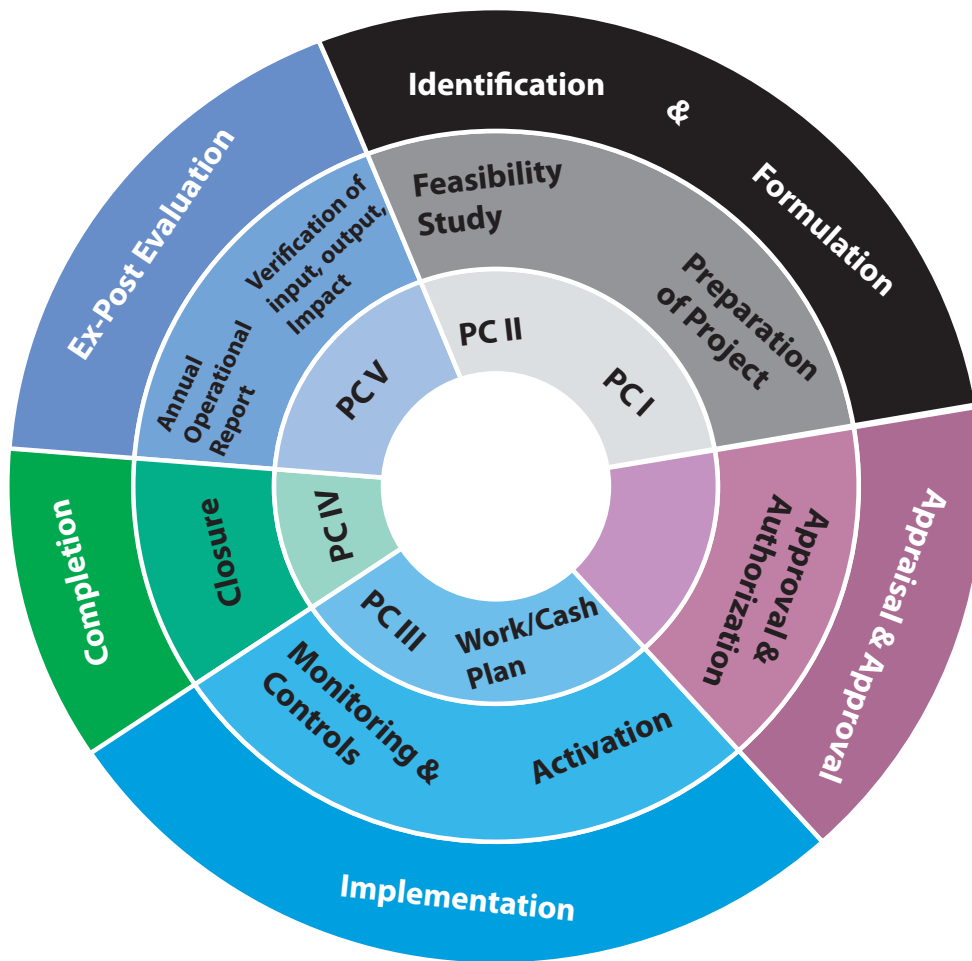 Identification & Formulation
Feasibility
Study
Preparation
of Project
PC II
PC I
Appraisal & Approval
Approval &
Authorization
Implementation
Activation
Monitoring &
Controls
Work/Cash
Plan
PC III
Completion
Closure
PC IV
Ex-Post Evaluation
Verification of
input, output,
Impact
Annual
Operational
Report
PC V